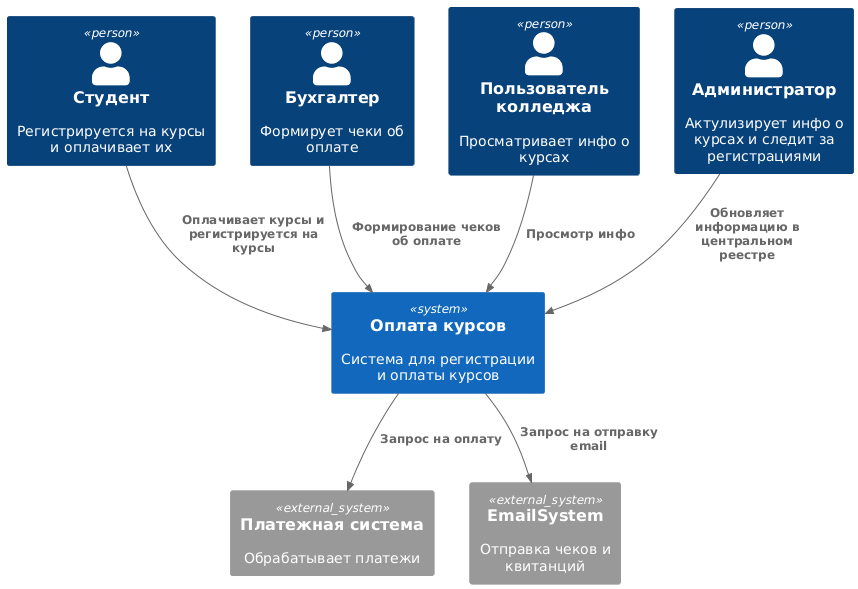 «person»
Студент
Регистрируется на курсы
и оплачивает их
«person»
Бухгалтер
Формирует чеки об
оплате
«person»
Пользователь
колледжа
Просматривает инфо о
курсах
«person»
Администратор
Актулизирует инфо о
курсах и следит за
регистрациями
Оплачивает курсы и
регистрируется на
курсы
Формирование чеков
об оплате
Просмотр инфо
Обновляет
информацию в
центральном
реестре
«system»
Оплата курсов
Система для регистрации
и оплаты курсов
Запрос на оплату
Запрос на отправку
email
«external_system»
Платежная система
Обрабатывает платежи
«external_system»
EmailSystem
Отправка чеков и
квитанций